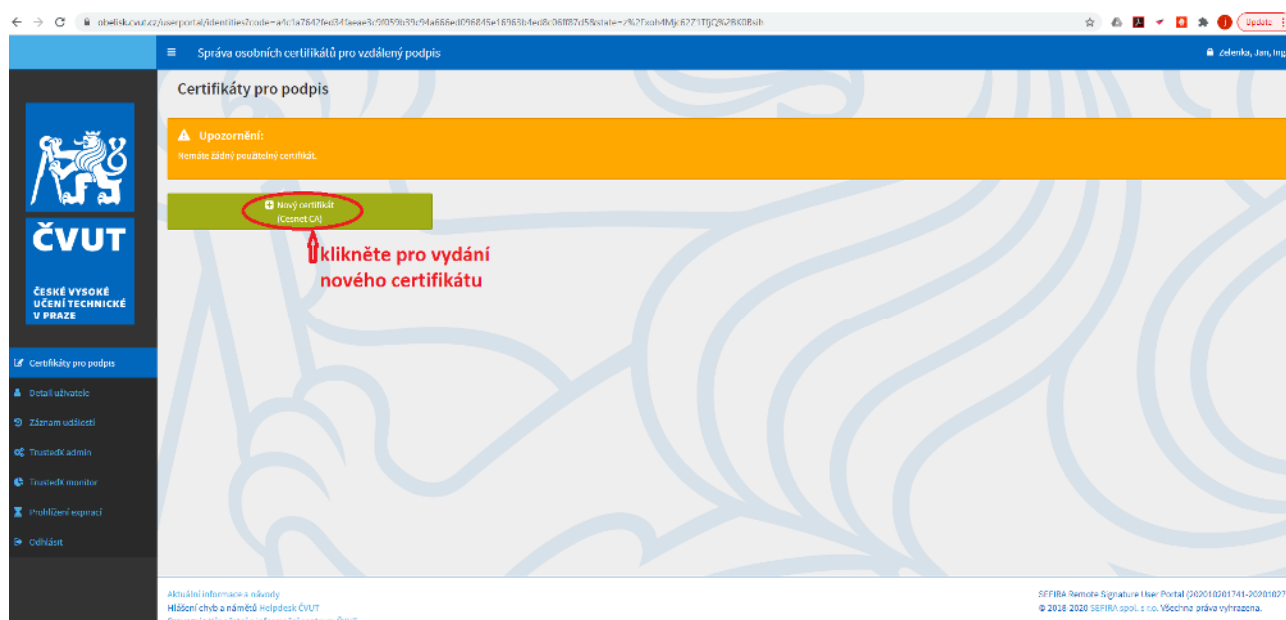 Update
Správa osobních certifikátů pro vzdálený podpis
Zelenka, Jan, Ing
Certifikáty pro podpis
Upozornění:
Nemáte žádný použitelný certifikát.
Nový certifikát
(Cesnet CA)
klikněte pro vydání
nového certifikátu
ČVUT
ČESKÉ VYSOKÉ
UČENÍ TECHNICKÉ
V PRAZE
Certifikáty pro podpis
Detail uživatele
Záznam událostí
TrustedX admin
TrustedX monitor
Prohlížení expirací
Odhlásit
Aktuální informace a návody
Hlášení chyb a námětů Helpdesk ČVUT
SEFIRA Remote Signature User Portal (202010201741-20201027
© 2018-2020 SEFIRA spol. s r.o. Všechna práva vyhrazena.